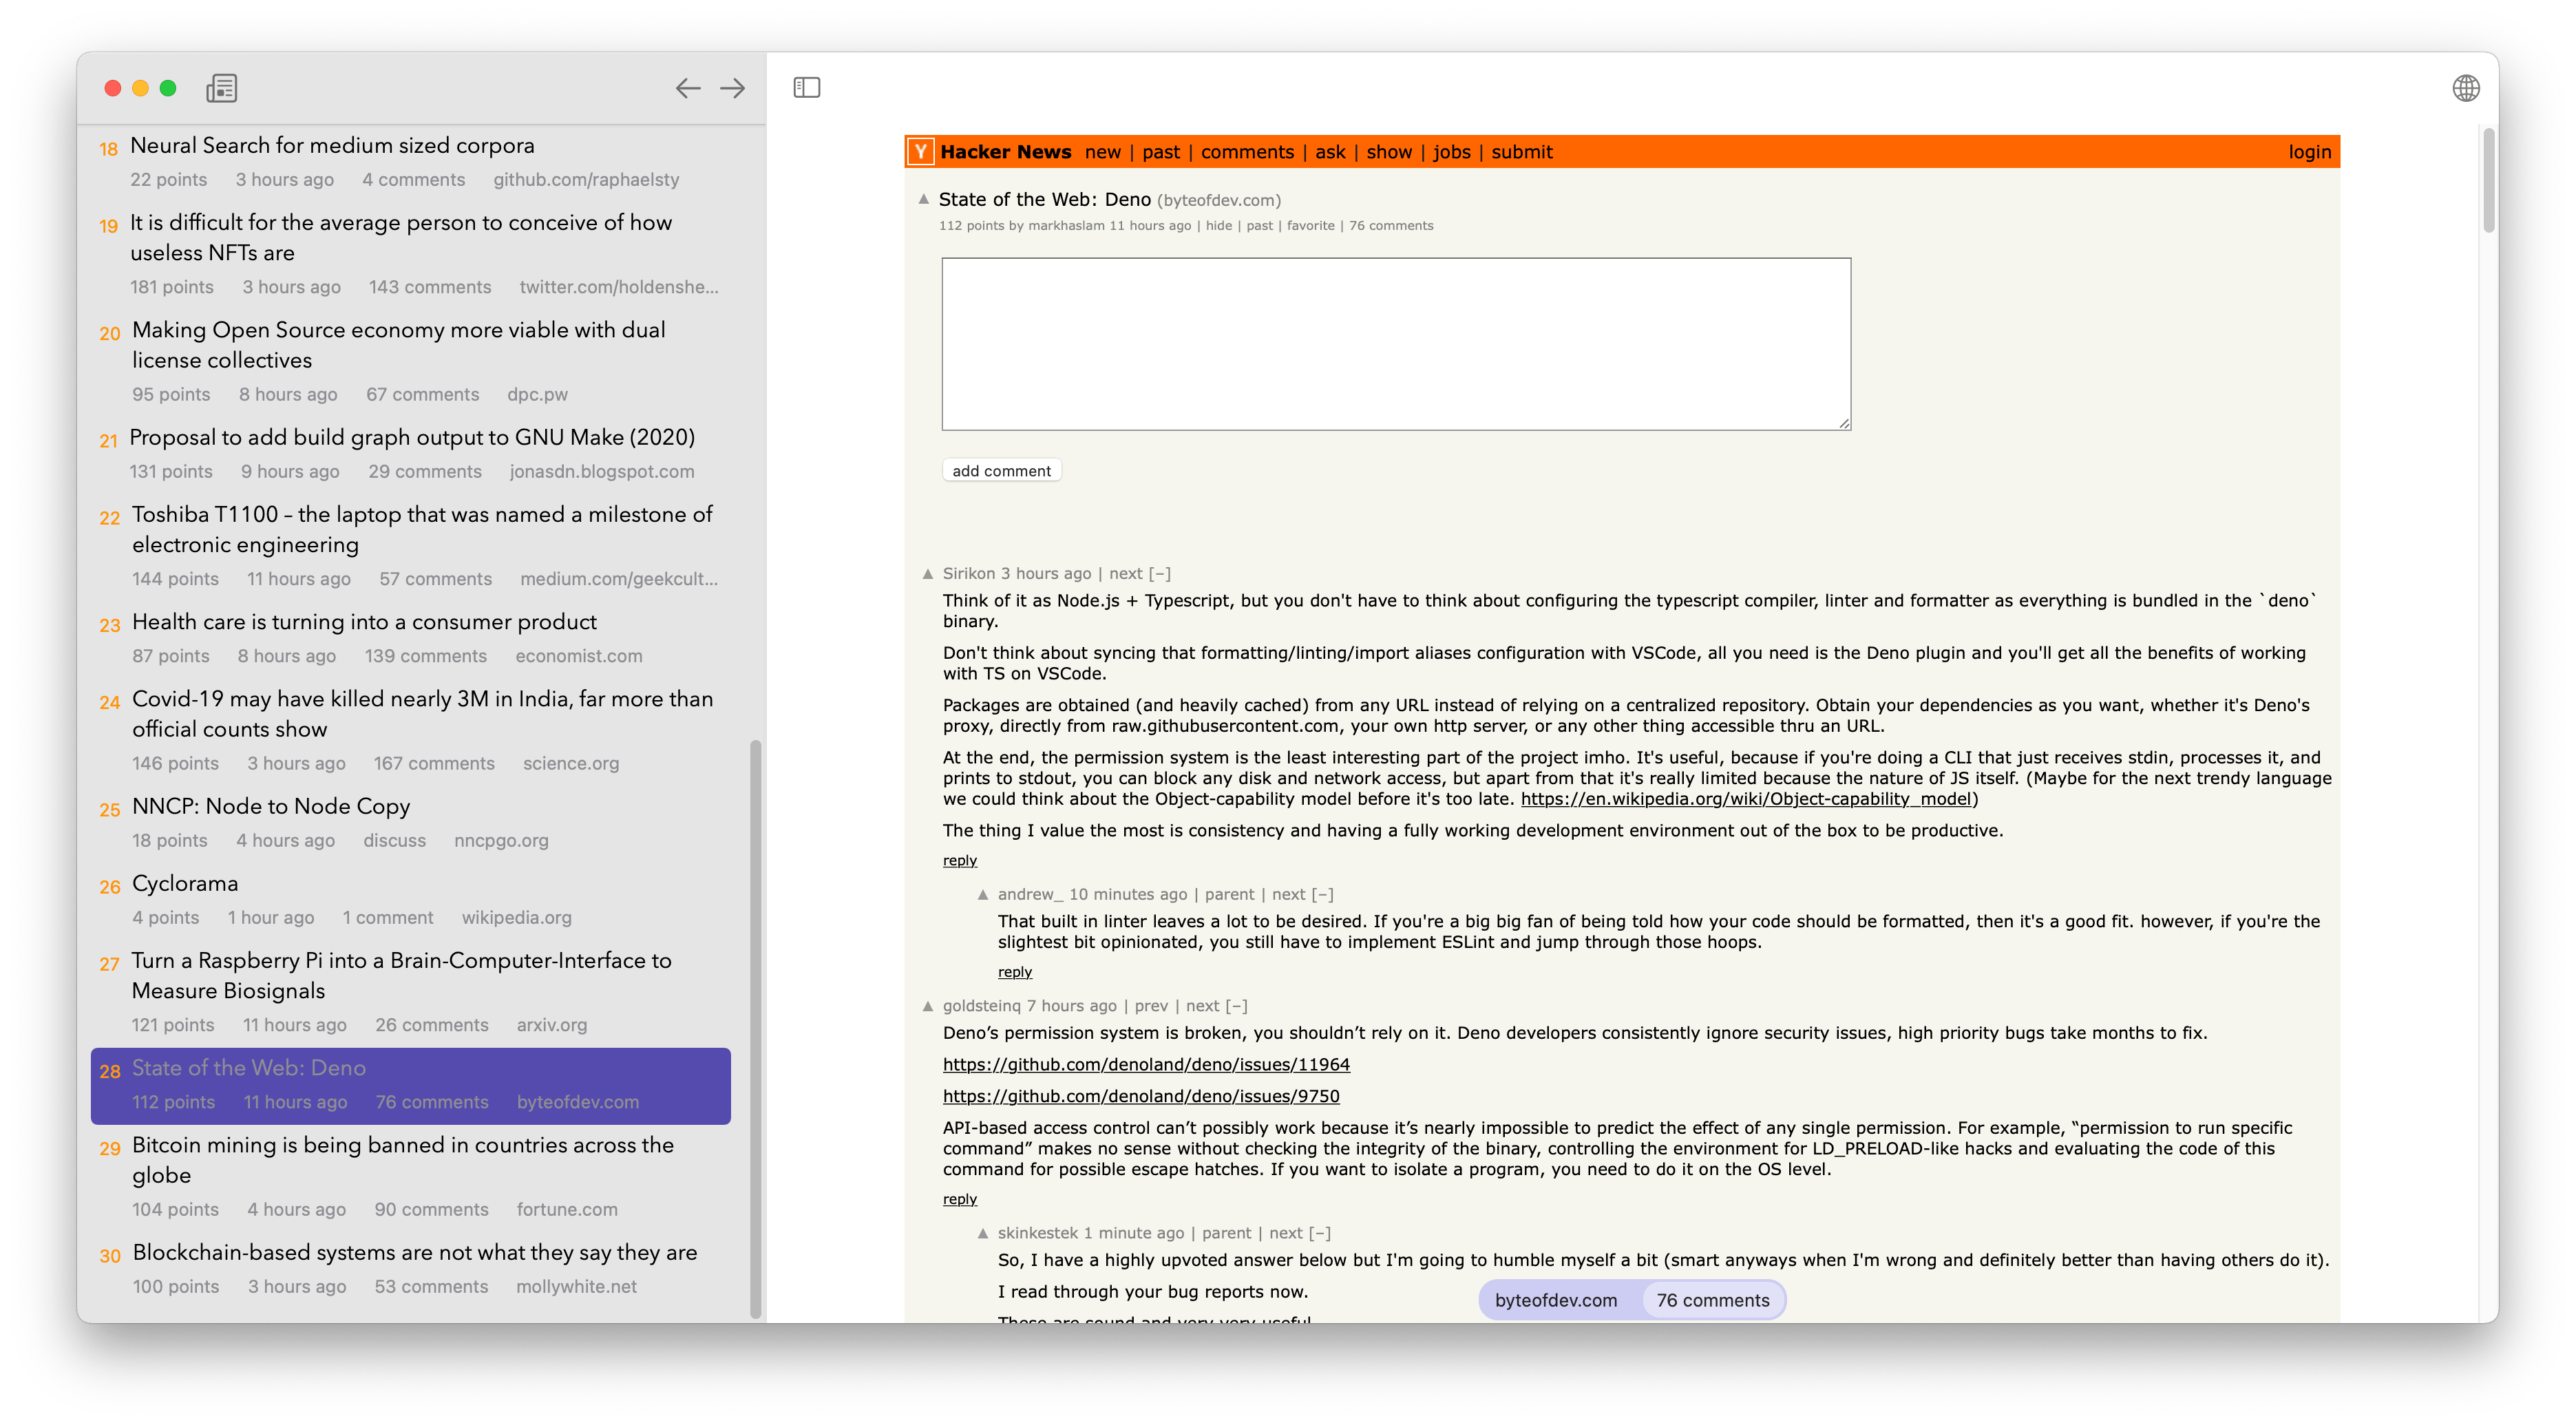 18 Neural Search for medium sized corpora
22 points 3 hours ago 4 comments github.com/raphaelsty
19 It is difficult for the average person to conceive of how
useless NFTs are
181 points 3 hours ago 143 comments twitter.com/holdenshe...
20 Making Open Source economy more viable with dual
license collectives
95 points 8 hours ago 67 comments dpc.pw
21 Proposal to add build graph output to GNU Make (2020)
131 points 9 hours ago 29 comments jonasdn.blogspot.com
22 Toshiba T1100 – the laptop that was named a milestone of
electronic engineering
144 points 11 hours ago 57 comments medium.com/geekcult...
23 Health care is turning into a consumer product
87 points 8 hours ago 139 comments economist.com
24 Covid-19 may have killed nearly 3M in India, far more than
official counts show
146 points 3 hours ago 167 comments science.org
25 NNCP: Node to Node Copy
18 points 4 hours ago discuss nncpgo.org
26 Cyclorama
4 points 1 hour ago 1 comment wikipedia.org
27 Turn a Raspberry Pi into a Brain-Computer-Interface to
Measure Biosignals
121 points 11 hours ago 26 comments arxiv.org
28 State of the Web: Deno
112 points 11 hours ago 76 comments byteofdev.com
29 Bitcoin mining is being banned in countries across the
globe
104 points 4 hours ago 90 comments fortune.com
30 Blockchain-based systems are not what they say they are
100 points 3 hours ago 53 comments mollywhite.net
Y Hacker News new | past | comments | ask | show | jobs | submit login
State of the Web: Deno (byteofdev.com)
112 points by markhaslam 11 hours ago | hide | past | favorite | 76 comments
add comment
Sirikon 3 hours ago | next [–]
Think of it as Node.js + Typescript, but you don't have to think about configuring the typescript compiler, linter and formatter as everything is bundled in the `deno`
binary.
Don't think about syncing that formatting/linting/import aliases configuration with VSCode, all you need is the Deno plugin and you'll get all the benefits of working
with TS on VSCode.
Packages are obtained (and heavily cached) from any URL instead of relying on a centralized repository. Obtain your dependencies as you want, whether it's Deno's
proxy, directly from raw.githubusercontent.com, your own http server, or any other thing accessible thru an URL.
At the end, the permission system is the least interesting part of the project imho. It's useful, because if you're doing a CLI that just receives stdin, processes it, and
prints to stdout, you can block any disk and network access, but apart from that it's really limited because the nature of JS itself. (Maybe for the next trendy language
we could think about the Object-capability model before it's too late. https://en.wikipedia.org/wiki/Object-capability_model)
The thing I value the most is consistency and having a fully working development environment out of the box to be productive.
reply
andrew_ 10 minutes ago | parent | next [–]
That built in linter leaves a lot to be desired. If you're a big big fan of being told how your code should be formatted, then it's a good fit. however, if you're the
slightest bit opinionated, you still have to implement ESLint and jump through those hoops.
reply
goldsteinq 7 hours ago | prev | next [–]
Deno’s permission system is broken, you shouldn’t rely on it. Deno developers consistently ignore security issues, high priority bugs take months to fix.
https://github.com/denoland/deno/issues/11964
https://github.com/denoland/deno/issues/9750
API-based access control can’t possibly work because it’s nearly impossible to predict the effect of any single permission. For example, “permission to run specific
command” makes no sense without checking the integrity of the binary, controlling the environment for LD_PRELOAD-like hacks and evaluating the code of this
command for possible escape hatches. If you want to isolate a program, you need to do it on the OS level.
reply
skinkestek 1 minute ago | parent | next [–]
So, I have a highly upvoted answer below but I'm going to humble myself a bit (smart anyways when I'm wrong and definitely better than having others do it).
I read through your bug reports now.
These are sound and very very useful.
byteofdev.com 76 comments